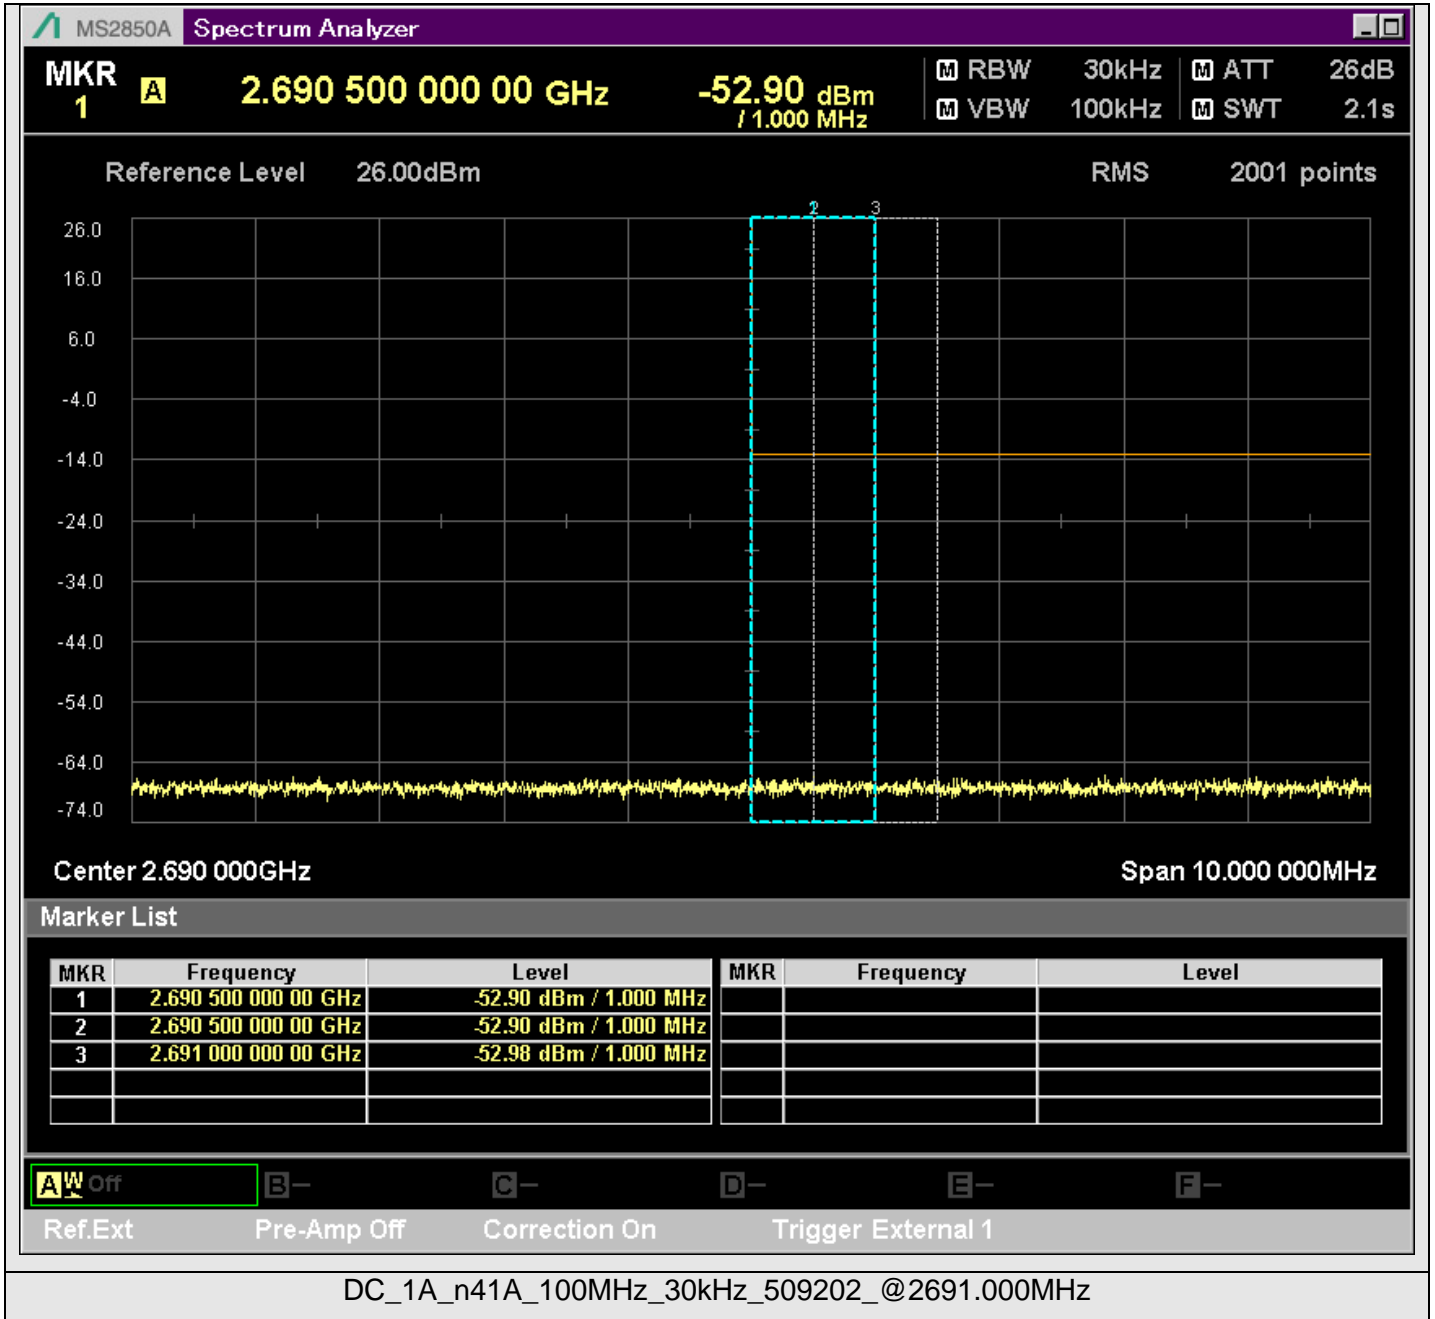 MS2850A Spectrum Analyzer
MKR 1 A 2.690 500 000 00 GHz -52.90 dBm / 1.000 MHz
M RBW 30kHz M ATT 26dB
M VBW 100kHz M SWT 2.1s
Reference Level 26.00dBm RMS 2001 points
2 3
26.0
16.0
6.0
-4.0
-14.0
-24.0
-34.0
-44.0
-54.0
-64.0
-74.0
Center 2.690 000GHz Span 10.000 000MHz
Marker List
MKR Frequency Level MKR Frequency Level
1 2.690 500 000 00 GHz -52.90 dBm / 1.000 MHz
2 2.690 500 000 00 GHz -52.90 dBm / 1.000 MHz
3 2.691 000 000 00 GHz -52.98 dBm / 1.000 MHz
A W Off B – C – D – E – F –
Ref.Ext Pre-Amp Off Correction On Trigger External 1
DC_1A_n41A_100MHz_30kHz_509202_@2691.000MHz